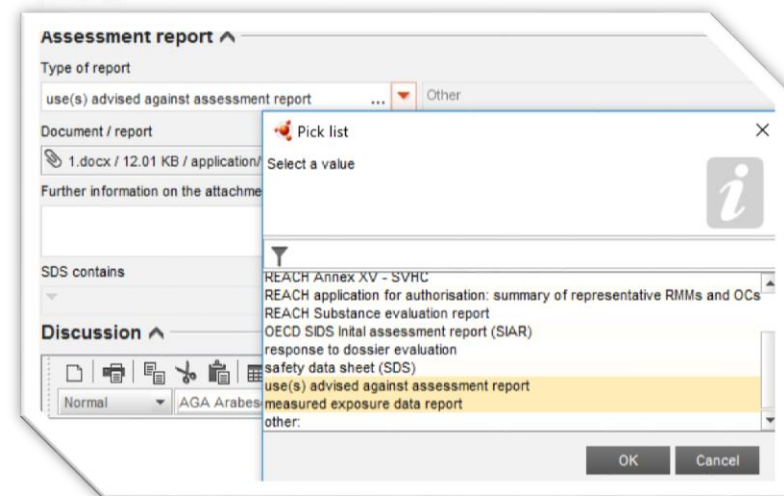 Assessment report
Type of report
use(s) advised against assessment report ... Other
Document / report
Pick list
1.docx / 12.01 KB / application/
Select a value
Further information on the attachme
SDS contains
REACH Annex XV - SVHC
REACH application for authorisation: summary of representative RMMs and OCs
REACH Substance evaluation report
OECD SIDS Inital assessment report (SIAR)
response to dossier evaluation
safety data sheet (SDS)
use(s) advised against assessment report
measured exposure data report
other:
Discussion
Normal AGA Arabes
OK Cancel